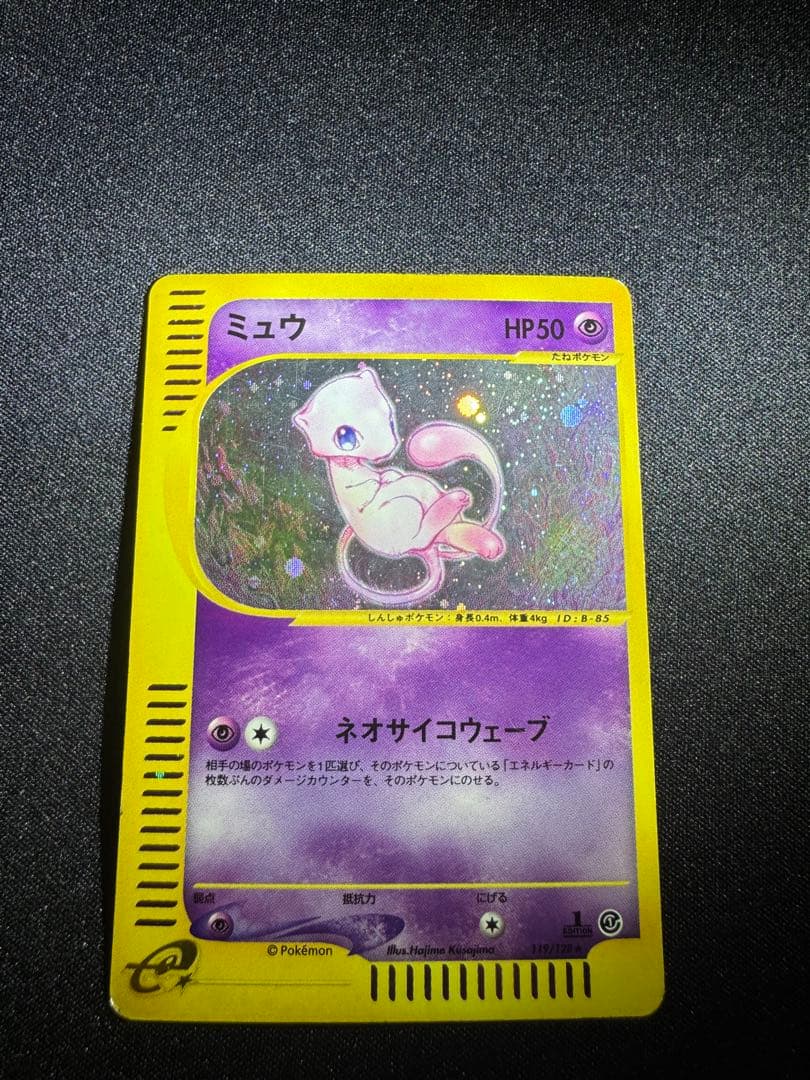 ミュウ HP50
たねポケモン
しんしゅポケモン：身長0.4m、体重4kg ID:B-85
ネオサイコウェーブ
相手の場のポケモンを1匹選び、そのポケモンについている「エネルギーカード」の
枚数ぶんのダメージカウンターを、そのポケモンにのせる。
弱点 抵抗力 にげる
1
EDITION
©Pokémon Illus.Hajime Kusajima 119/128★
e